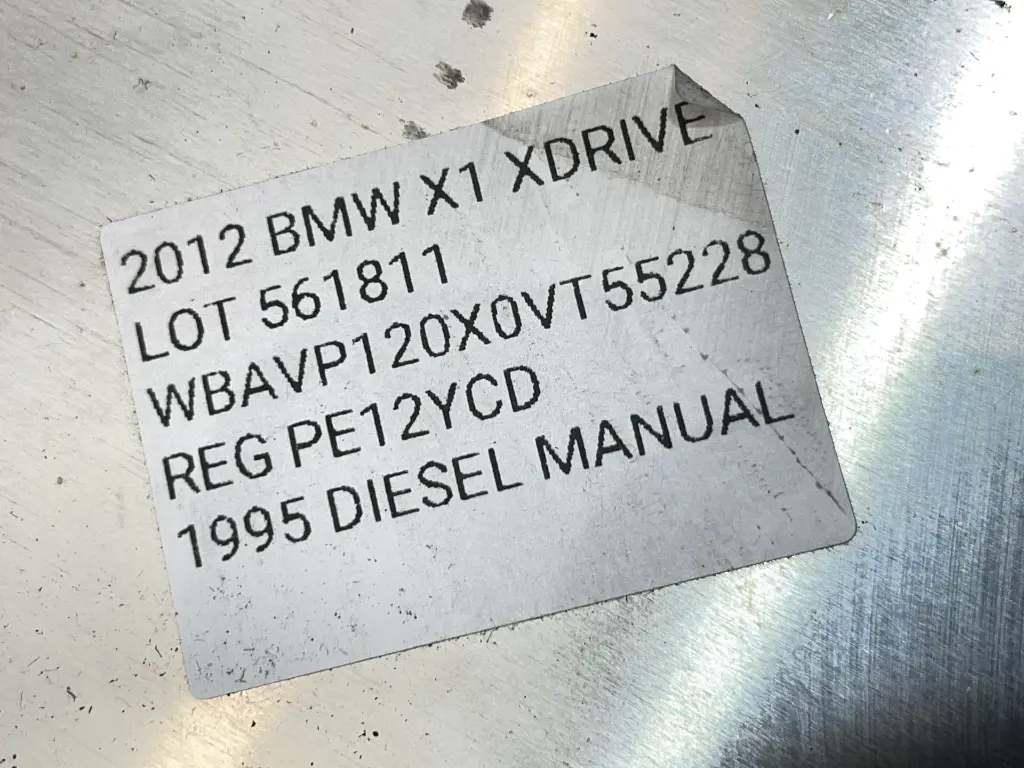 2012 BMW X1 XDRIVE
LOT 561811
WBAVP120X0VT55228
REG PE12YCD
1995 DIESEL MANUAL